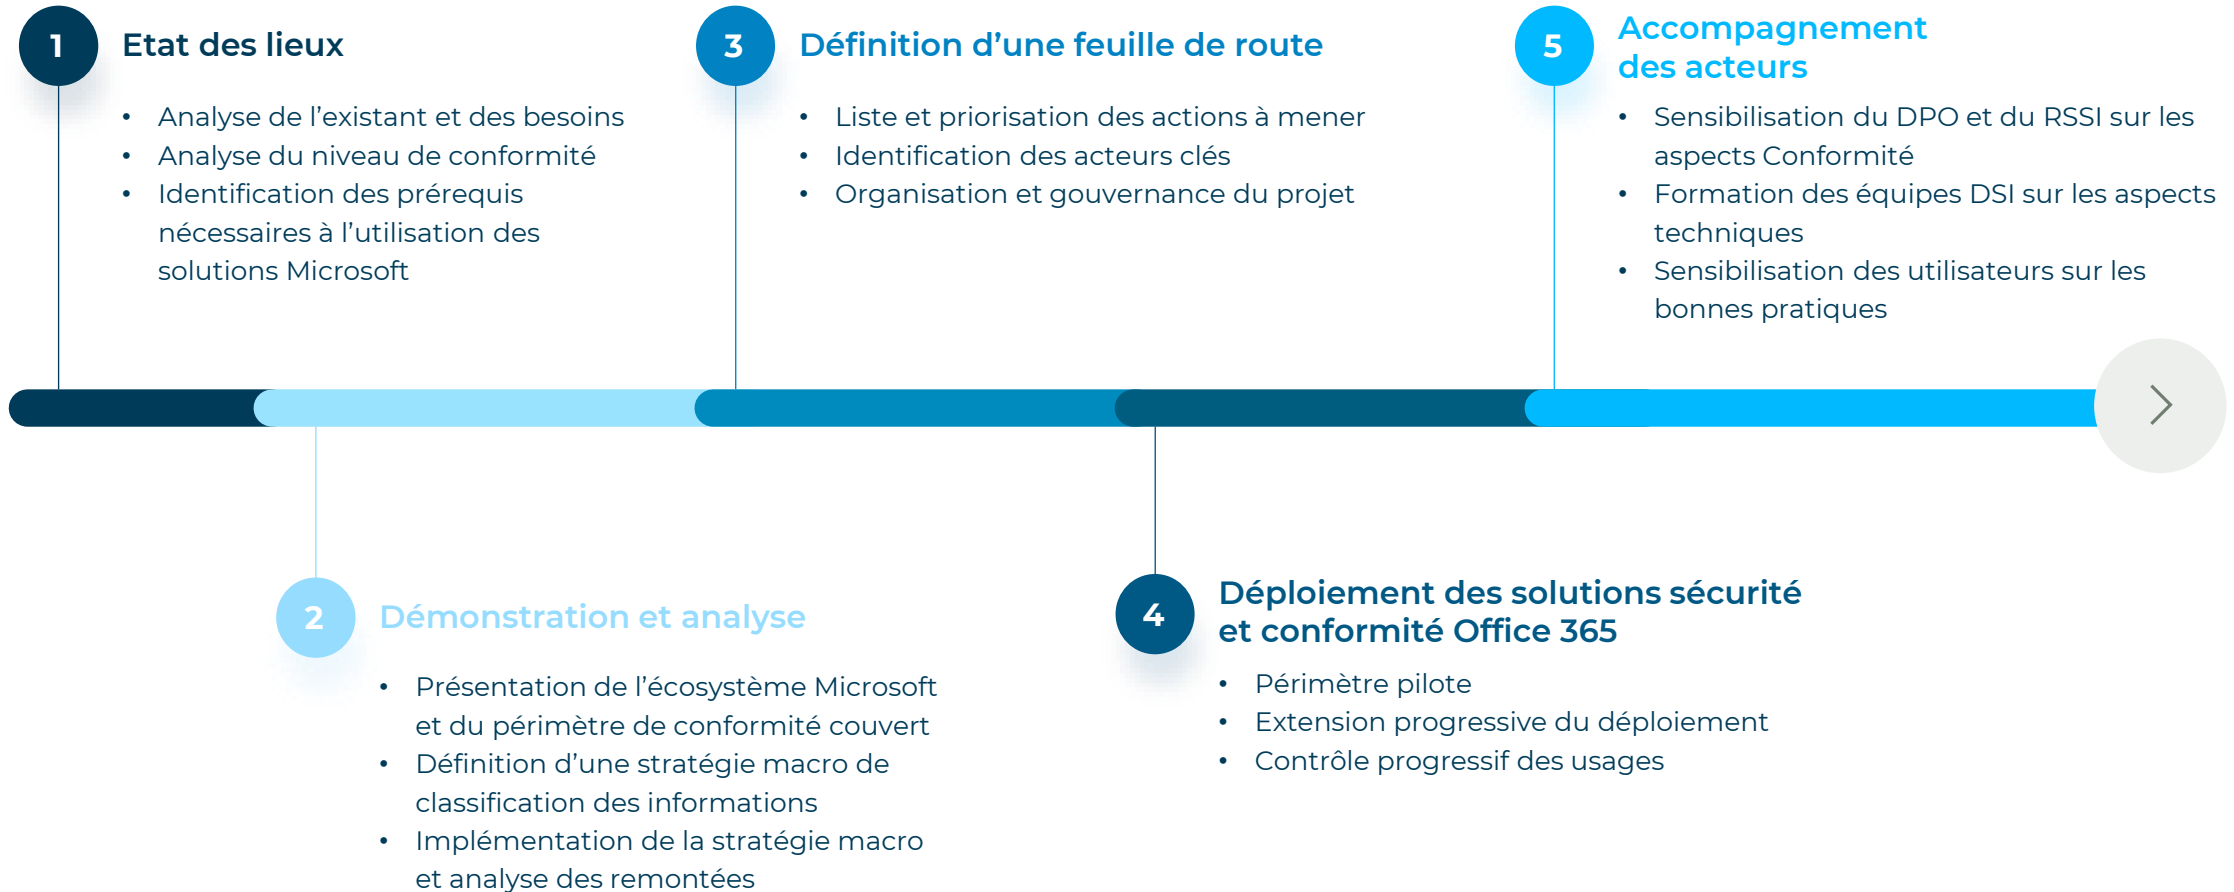 1
Etat des lieux
• Analyse de l’existant et des besoins
• Analyse du niveau de conformité
• Identification des prérequis
nécessaires à l’utilisation des
solutions Microsoft
2
Démonstration et analyse
• Présentation de l’écosystème Microsoft
et du périmètre de conformité couvert
• Définition d’une stratégie macro de
classification des informations
• Implémentation de la stratégie macro
et analyse des remontées
3
Définition d’une feuille de route
• Liste et priorisation des actions à mener
• Identification des acteurs clés
• Organisation et gouvernance du projet
4
Déploiement des solutions sécurité
et conformité Office 365
• Périmètre pilote
• Extension progressive du déploiement
• Contrôle progressif des usages
5
Accompagnement
des acteurs
• Sensibilisation du DPO et du RSSI sur les
aspects Conformité
• Formation des équipes DSI sur les aspects
techniques
• Sensibilisation des utilisateurs sur les
bonnes pratiques